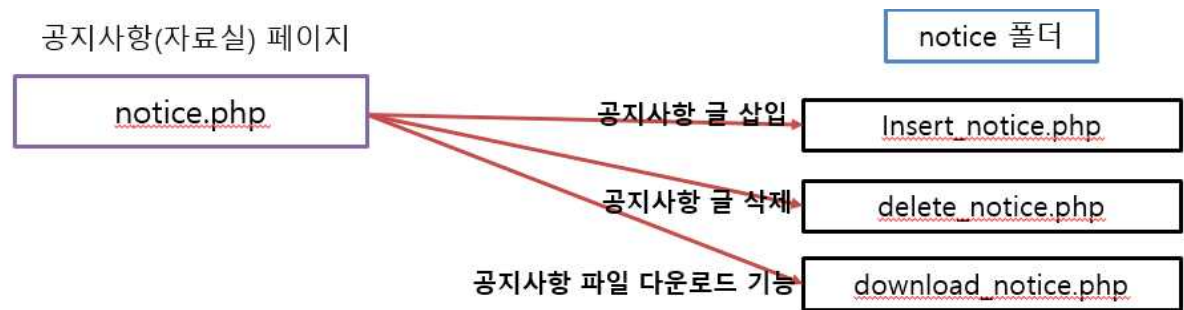 공지사항(자료실) 페이지
notice 폴더
notice.php
공지사항 글 삽입
Insert_notice.php
공지사항 글 삭제
delete_notice.php
공지사항 파일 다운로드 기능
download_notice.php